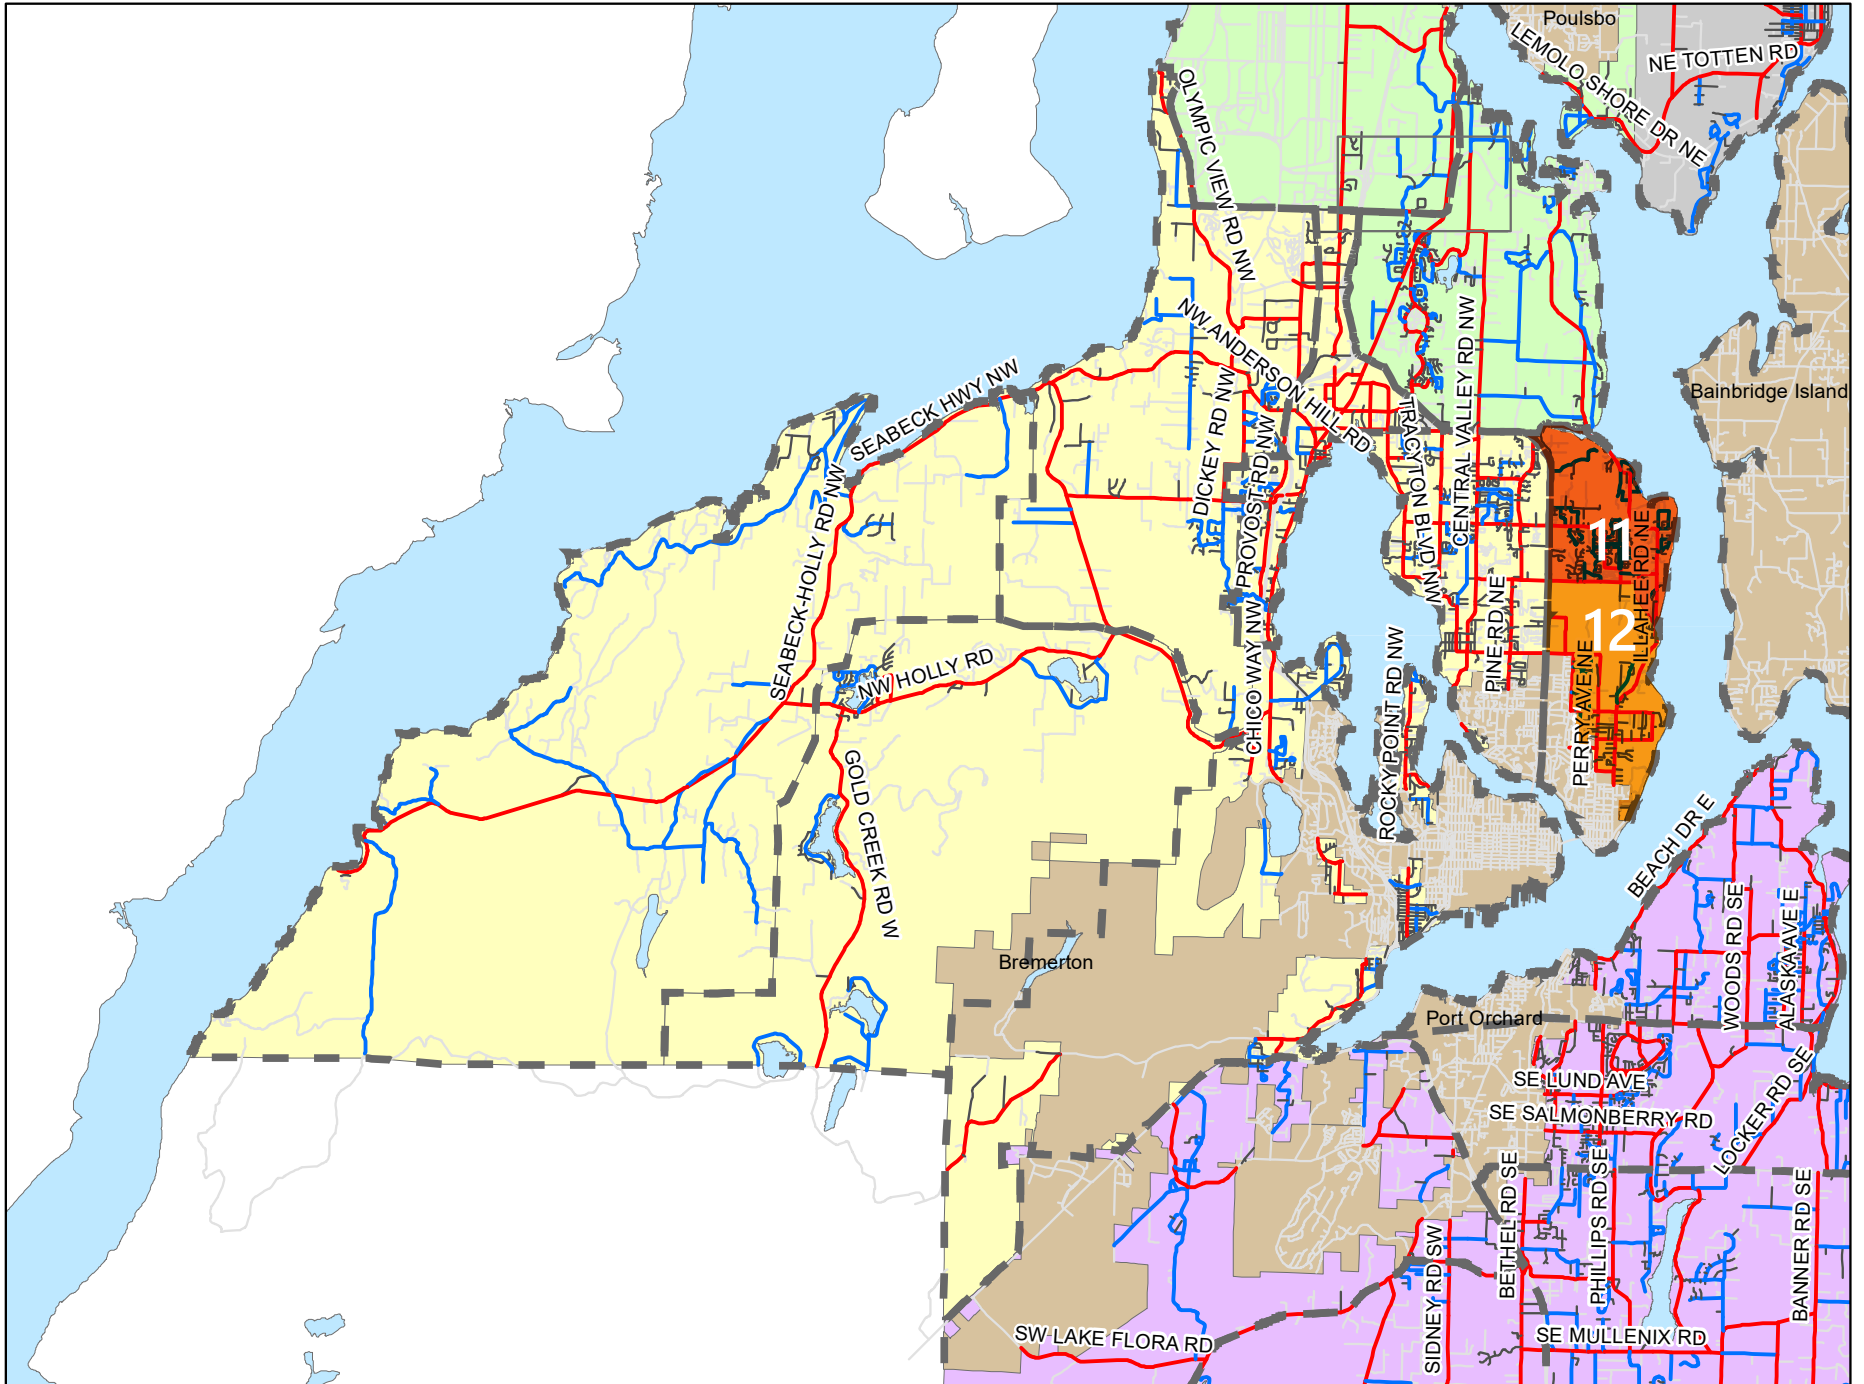 Poulsbo
LEMOLO SHORE DR NE
NE TOTTEN RD
OLYMPIC VIEW RD NW
NW ANDERSON HILL RD
SEABECK HWY NW
DICKEY RD NW
PROVOST RD NW
TRACYTON BLVD NW
CENTRAL VALLEY RD NW
Bainbridge Island
SEABECK-HOLLY RD NW
11
12
ILLAHEE RD NE
PINE RD NE
PERRY AVE NE
NW HOLLY RD
CHICO WAY NW
ROCKY POINT RD NW
GOLD CREEK RD W
BEACH DR E
WOODS RD SE
ALASKA AVE E
Bremerton
Port Orchard
SE LUND AVE
SE SALMONBERRY RD
LOCKER RD SE
BETHEL RD SE
PHILLIPS RD SE
BANNER RD SE
SIDNEY RD SW
SW LAKE FLORA RD
SE MULLENIX RD